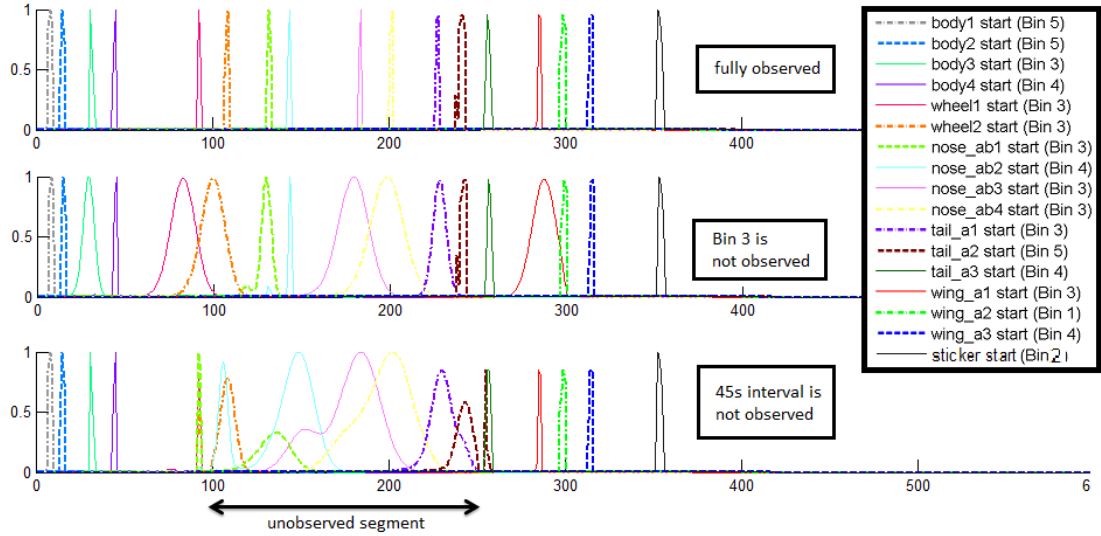 1
0.5
0
0 100 200 300 400
fully observed
1
0.5
0
0 100 200 300 400
Bin 3 is
not observed
1
0.5
0
0 100 200 300 400 500 6
45s interval is
not observed
unobserved segment
body1 start (Bin 5)
body2 start (Bin 5)
body3 start (Bin 3)
body4 start (Bin 4)
wheel1 start (Bin 3)
wheel2 start (Bin 3)
nose_ab1 start (Bin 3)
nose_ab2 start (Bin 4)
nose_ab3 start (Bin 3)
nose_ab4 start (Bin 3)
tail_a1 start (Bin 3)
tail_a2 start (Bin 5)
tail_a3 start (Bin 4)
wing_a1 start (Bin 3)
wing_a2 start (Bin 1)
wing_a3 start (Bin 4)
sticker start (Bin 2)